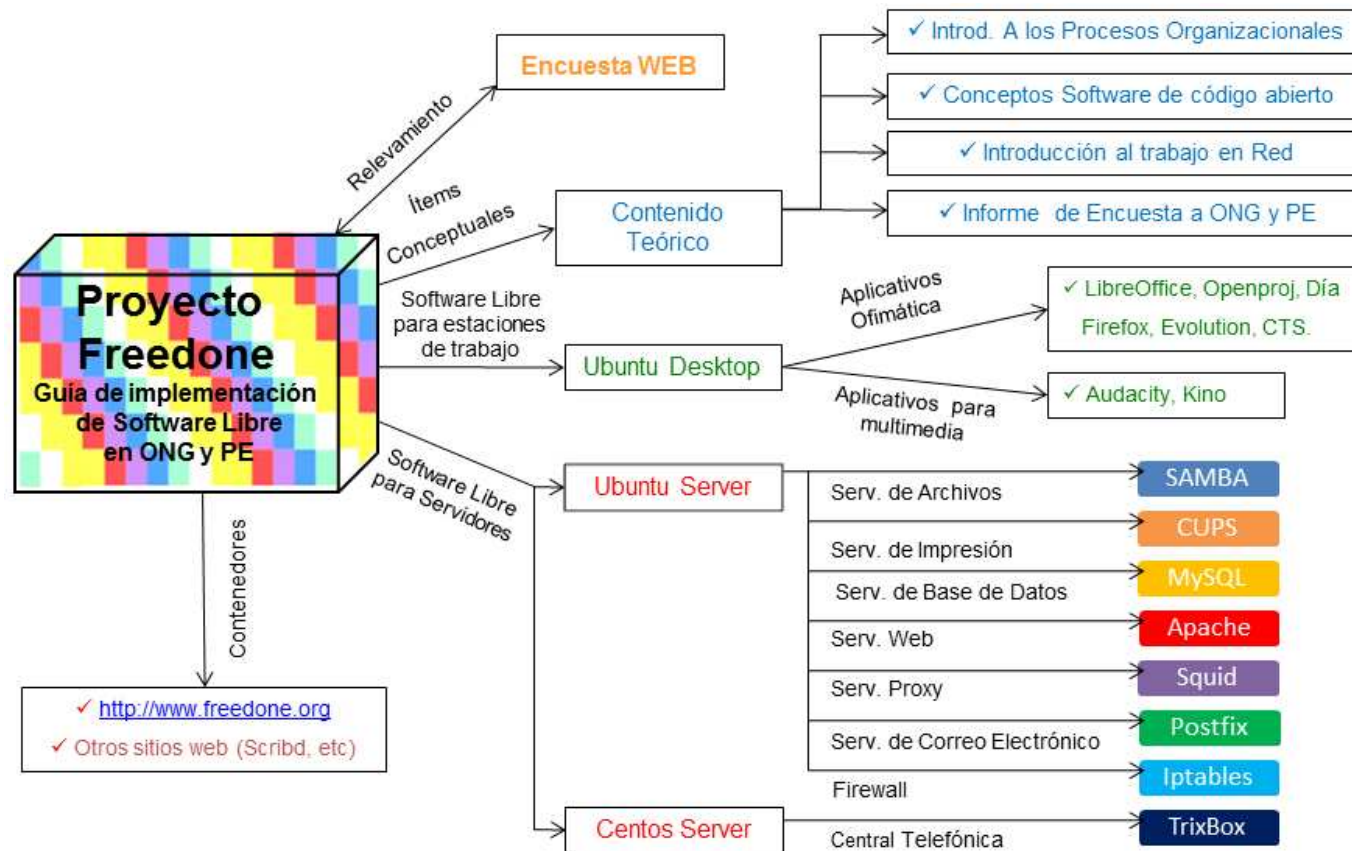 Proyecto
Freedone
Guía de implementación
de Software Libre
en ONG y PE
Relevamiento
Encuesta WEB
Ítems
Conceptuales
Contenido
Teórico
✓ Introd. A los Procesos Organizacionales
✓ Conceptos Software de código abierto
✓ Introducción al trabajo en Red
✓ Informe de Encuesta a ONG y PE
Software Libre
para estaciones
de trabajo
Ubuntu Desktop
Aplicativos
Ofimática
✓ LibreOffice, Openproj, Día
Firefox, Evolution, CTS.
Aplicativos para
multimedia
✓ Audacity, Kino
Software Libre
para Servidores
Ubuntu Server
Serv. de Archivos
SAMBA
Serv. de Impresión
CUPS
Serv. de Base de Datos
MySQL
Serv. Web
Apache
Serv. Proxy
Squid
Serv. de Correo Electrónico
Postfix
Firewall
Iptables
Centos Server
Central Telefónica
TrixBox
Contenedores
✓ http://www.freedone.org
✓ Otros sitios web (Scribd, etc)